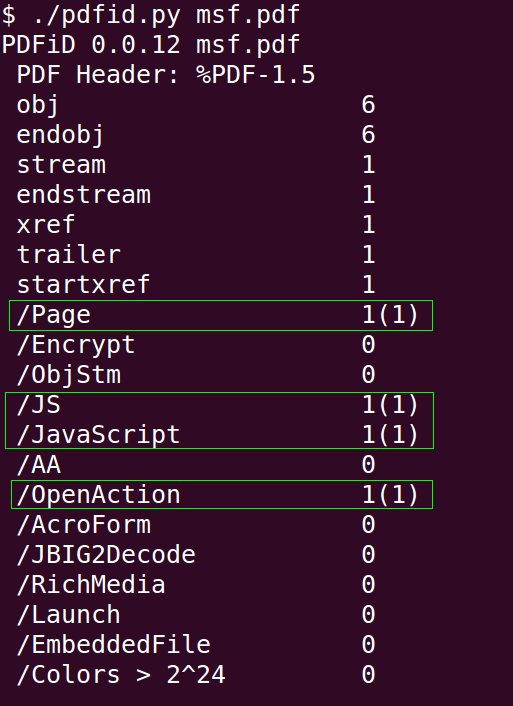 $ ./pdfid.py msf.pdf
PDFiD 0.0.12 msf.pdf
 PDF Header: %PDF-1.5
 obj                    6
 endobj                 6
 stream                 1
 endstream              1
 xref                   1
 trailer                1
 startxref              1
 /Page                  1(1)
 /Encrypt               0
 /ObjStm                0
 /JS                    1(1)
 /JavaScript            1(1)
 /AA                    0
 /OpenAction            1(1)
 /AcroForm              0
 /JBIG2Decode           0
 /RichMedia             0
 /Launch                0
 /EmbeddedFile          0
 /Colors > 2^24         0